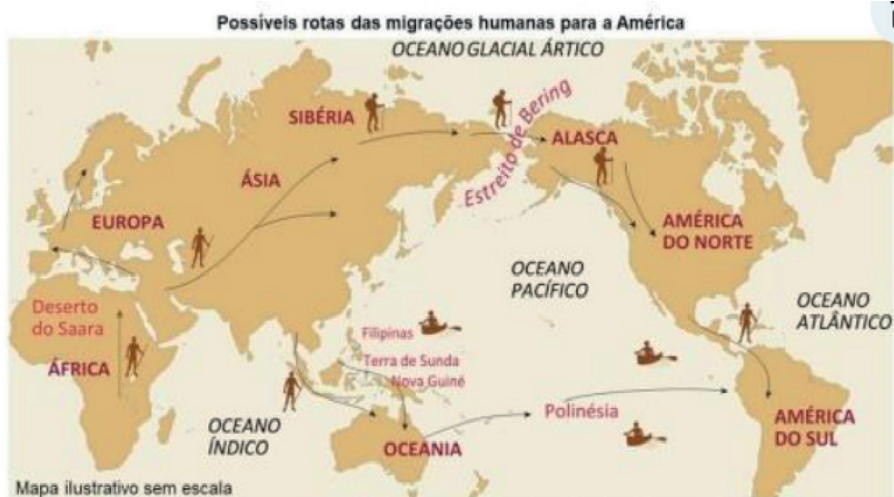 Possíveis rotas das migrações humanas para a América
OCEANO GLACIAL ÁRTICO
SIBÉRIA
Estreito de Bering
ALASCA
ÁSIA
EUROPA
AMÉRICA
DO NORTE
OCEANO
PACÍFICO
OCEANO
ATLÂNTICO
Deserto
do Saara
ÁFRICA
Filipinas
Terra de Sunda
Nova Guiné
OCEANO
ÍNDICO
OCEANIA
Polinésia
AMÉRICA
DO SUL
Mapa ilustrativo sem escala